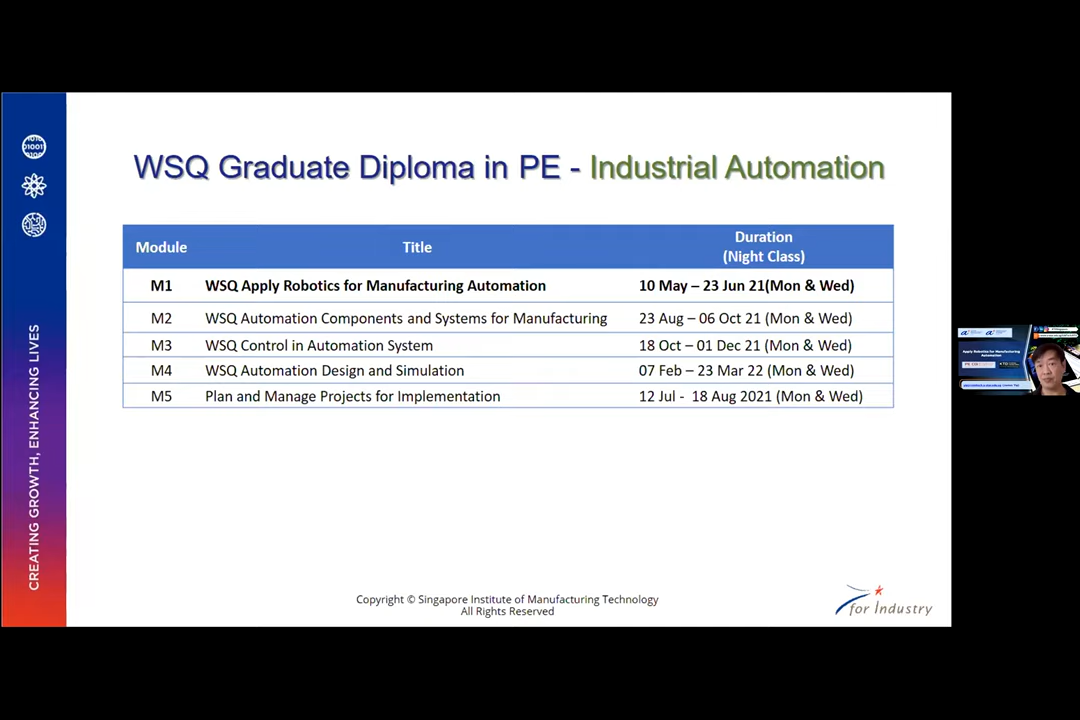 WSQ Graduate Diploma in PE - Industrial Automation
Module Title Duration
(Night Class)
M1 WSQ Apply Robotics for Manufacturing Automation 10 May – 23 Jun 21(Mon & Wed)
M2 WSQ Automation Components and Systems for Manufacturing 23 Aug – 06 Oct 21 (Mon & Wed)
M3 WSQ Control in Automation System 18 Oct – 01 Dec 21 (Mon & Wed)
M4 WSQ Automation Design and Simulation 07 Feb – 23 Mar 22 (Mon & Wed)
M5 Plan and Manage Projects for Implementation 12 Jul - 18 Aug 2021 (Mon & Wed)
CREATING GROWTH, ENHANCING LIVES
Copyright © Singapore Institute of Manufacturing Technology
All Rights Reserved
for Industry
Apply Robotics for Manufacturing
Automation